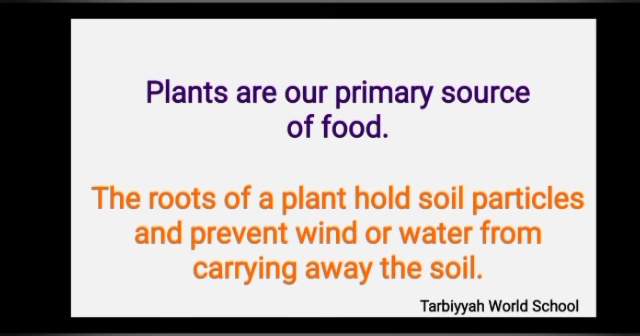 Plants are our primary source
of food.
The roots of a plant hold soil particles
and prevent wind or water from
carrying away the soil.
Tarbiyyah World School